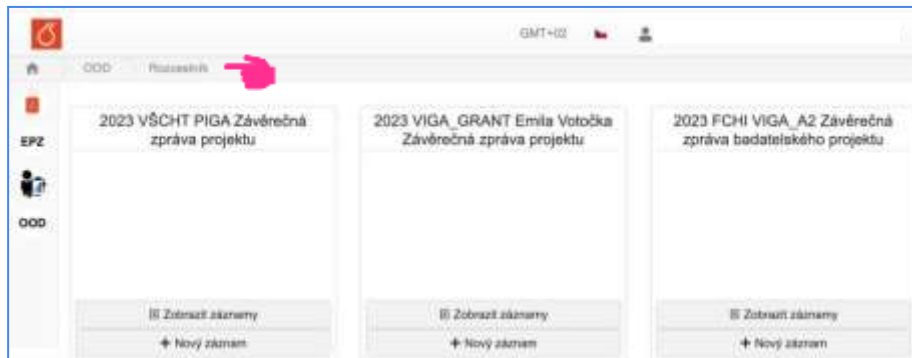 GMT+02
OOD Rozcestník
EPZ
OOD
2023 VŠCHT PIGA Závěrečná
zpráva projektu
Zobrazit záznamy
+ Nový záznam
2023 VIGA_GRANT Emila Votočka
Závěrečná zpráva projektu
Zobrazit záznamy
+ Nový záznam
2023 FCHI VIGA_A2 Závěrečná
zpráva badatelského projektu
Zobrazit záznamy
+ Nový záznam